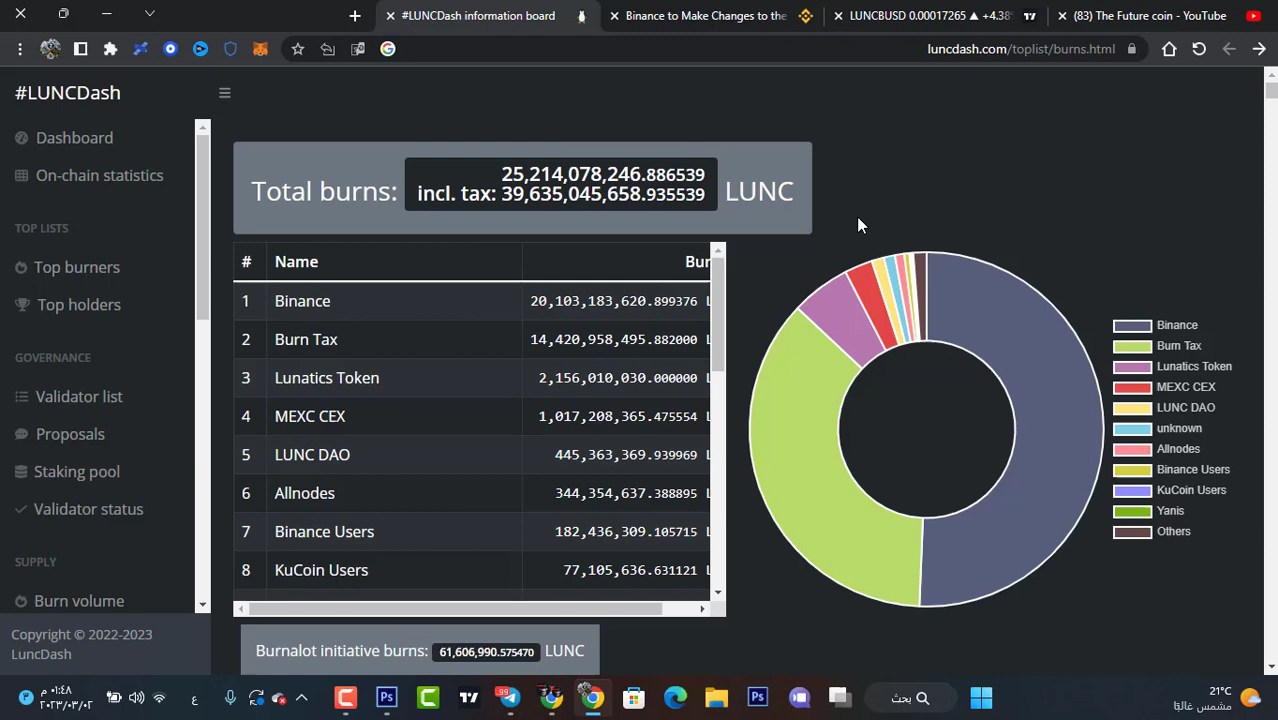 #LUNCDash information board
Binance to Make Changes to the
LUNCBUSD 0.00017265 ▲ +4.38%
(83) The Future coin - YouTube
luncdash.com/toplist/burns.html
#LUNCDash
Dashboard
On-chain statistics
TOP LISTS
Top burners
Top holders
GOVERNANCE
Validator list
Proposals
Staking pool
Validator status
SUPPLY
Burn volume
Copyright © 2022-2023
LuncDash
Total burns: 25,214,078,246.886539
incl. tax: 39,635,045,658.935539 LUNC
# Name Bur
1 Binance 20,103,183,620.899376 L
2 Burn Tax 14,420,958,495.882000 L
3 Lunatics Token 2,156,010,030.000000 L
4 MEXC CEX 1,017,208,365.475554 L
5 LUNC DAO 445,363,369.939969 L
6 Allnodes 344,354,637.388895 L
7 Binance Users 182,436,309.105715 L
8 KuCoin Users 77,105,636.631121 L
Burnalot initiative burns: 61,606,990.575470 LUNC
Binance
Burn Tax
Lunatics Token
MEXC CEX
LUNC DAO
unknown
Allnodes
Binance Users
KuCoin Users
Yanis
Others
٠١:٤٨ م
٢٠٢٣/٠٣/٠٢
٣
ع
99
بحث
21°C
مشمس غالبًا